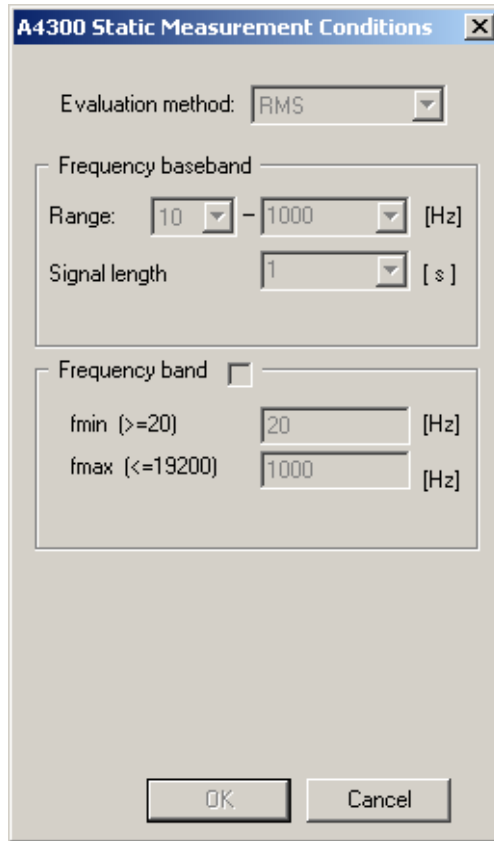 A4300 Static Measurement Conditions
Evaluation method: RMS
Frequency baseband
Range: 10 - 1000 [Hz]
Signal length 1 [ s ]
Frequency band
fmin (>=20) 20 [Hz]
fmax (<=19200) 1000 [Hz]
OK Cancel